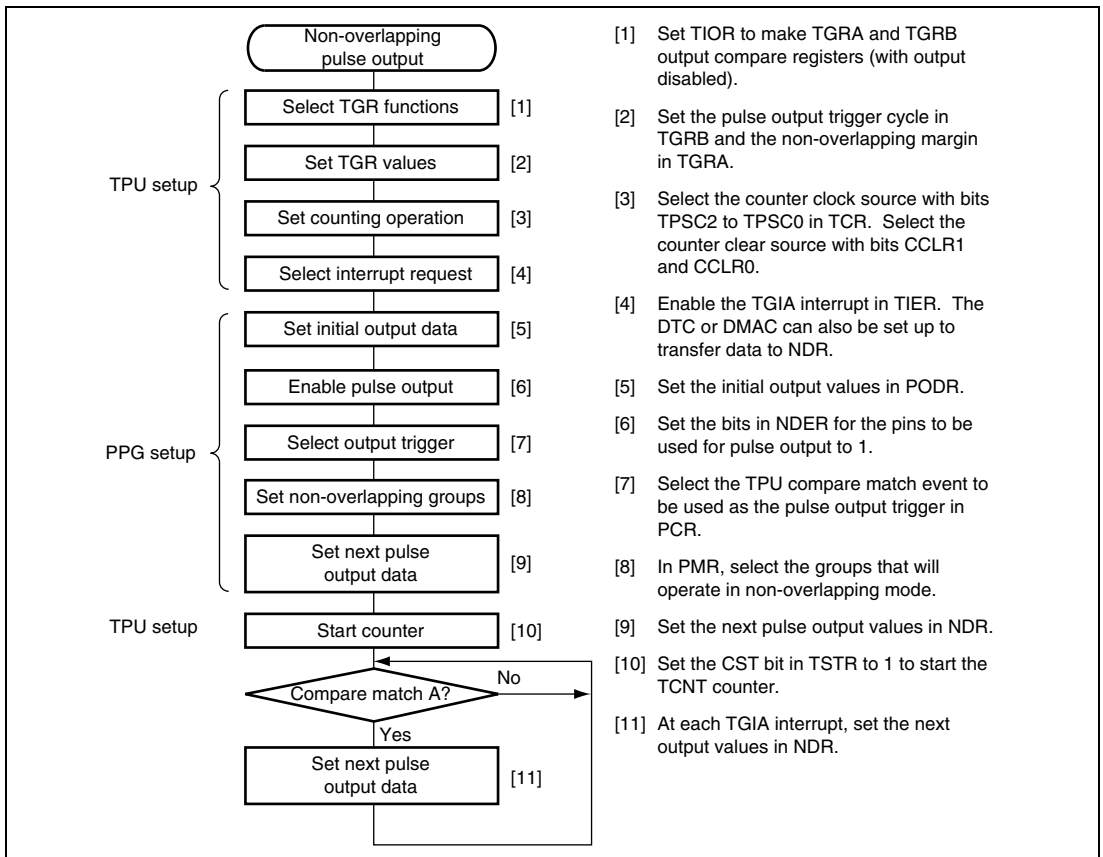 Non-overlapping
pulse output
Select TGR functions [1]
Set TGR values [2]
TPU setup
Set counting operation [3]
Select interrupt request [4]
Set initial output data [5]
Enable pulse output [6]
Select output trigger [7]
PPG setup
Set non-overlapping groups [8]
Set next pulse
output data [9]
TPU setup
Start counter [10]
Compare match A?
No
Yes
Set next pulse
output data [11]
[1] Set TIOR to make TGRA and TGRB
output compare registers (with output
disabled).
[2] Set the pulse output trigger cycle in
TGRB and the non-overlapping margin
in TGRA.
[3] Select the counter clock source with bits
TPSC2 to TPSC0 in TCR. Select the
counter clear source with bits CCLR1
and CCLR0.
[4] Enable the TGIA interrupt in TIER. The
DTC or DMAC can also be set up to
transfer data to NDR.
[5] Set the initial output values in PODR.
[6] Set the bits in NDER for the pins to be
used for pulse output to 1.
[7] Select the TPU compare match event to
be used as the pulse output trigger in
PCR.
[8] In PMR, select the groups that will
operate in non-overlapping mode.
[9] Set the next pulse output values in NDR.
[10] Set the CST bit in TSTR to 1 to start the
TCNT counter.
[11] At each TGIA interrupt, set the next
output values in NDR.